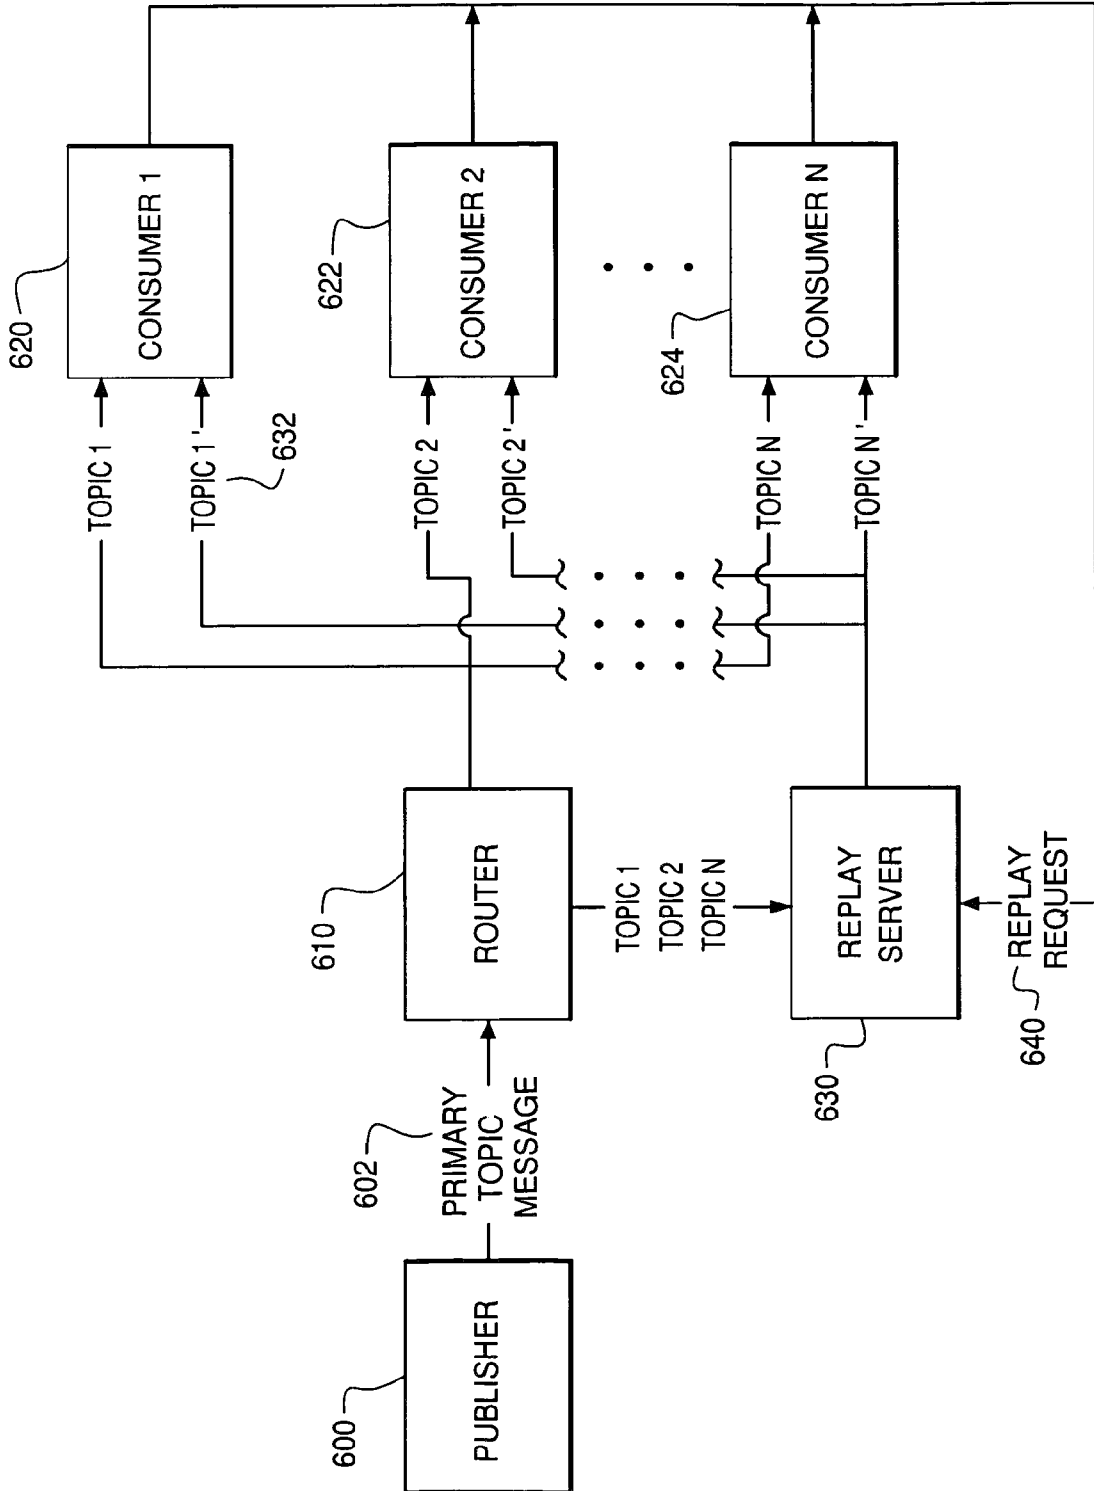 600
PUBLISHER
602
PRIMARY
TOPIC
MESSAGE
610
ROUTER
TOPIC 1
TOPIC 2
TOPIC N
630
REPLAY
SERVER
640
REPLAY
REQUEST
TOPIC 1
TOPIC 1'
632
TOPIC 2
TOPIC 2'
TOPIC N
TOPIC N'
620
CONSUMER 1
622
CONSUMER 2
624
CONSUMER N